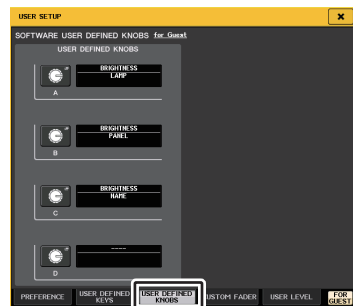 USER SETUP
SOFTWARE USER DEFINED KNOBS for Guest
USER DEFINED KNOBS
BRIGHTNESS
LAMP
A
BRIGHTNESS
PANEL
B
BRIGHTNESS
NAME
C
----
D
PREFERENCE
USER DEFINED
KEYS
USER DEFINED
KNOBS
USTOM FADER
USER LEVEL
FOR
GUEST